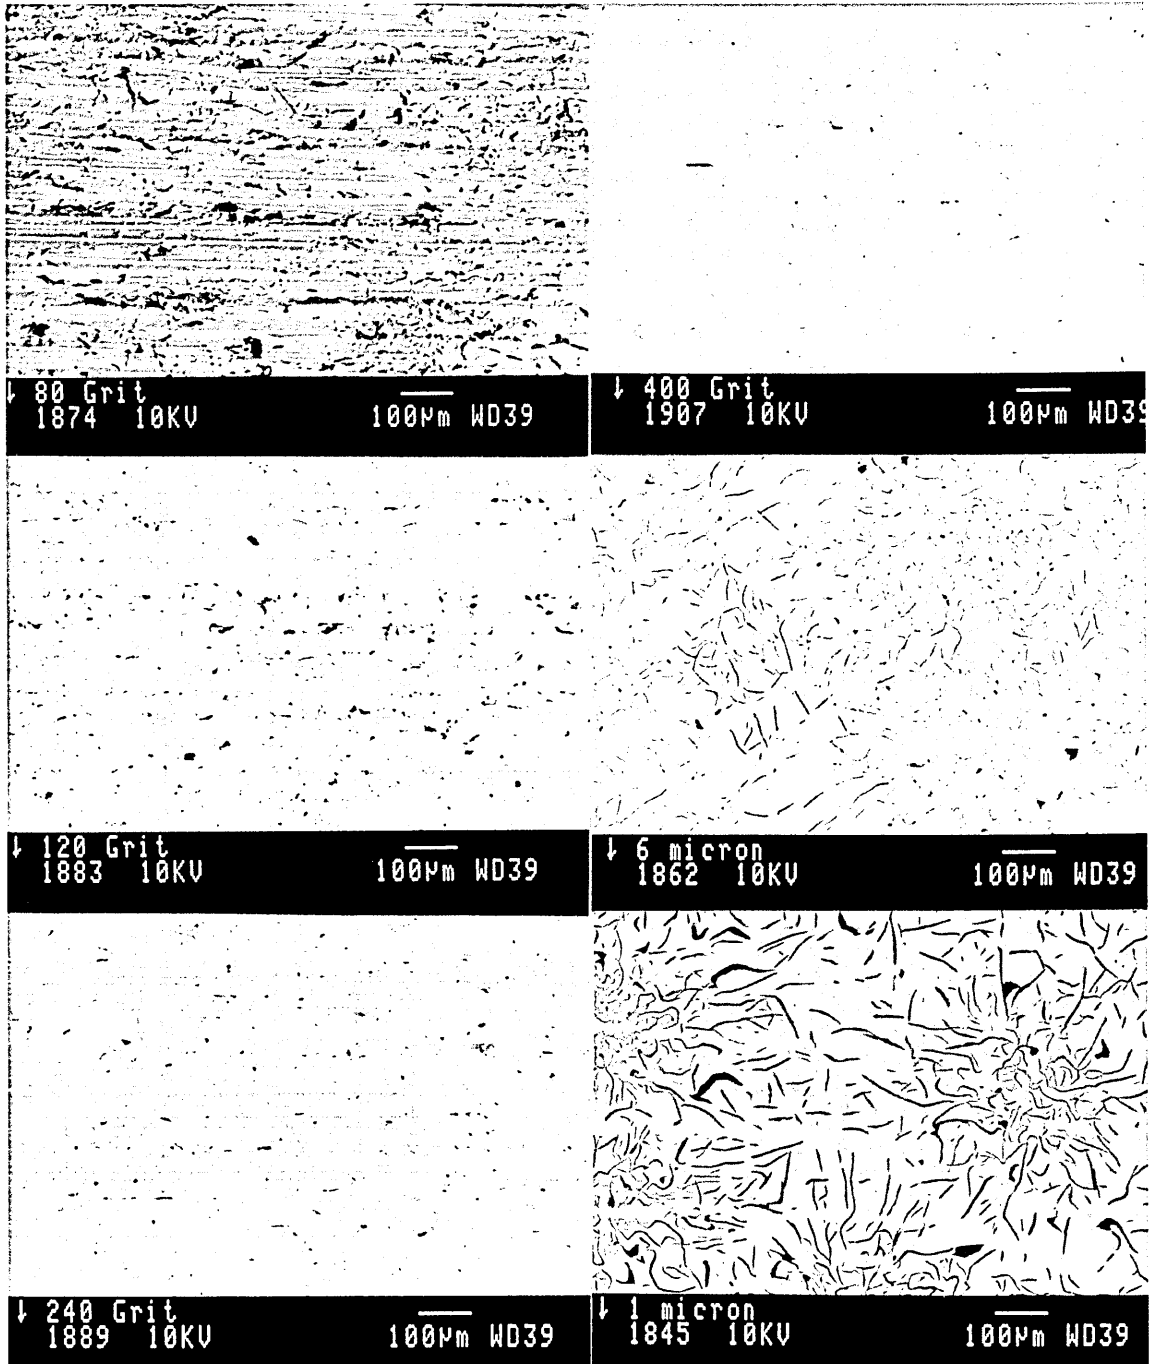 ↓ 80 Grit
1874 10KV 100µm WD39
↓ 400 Grit
1907 10KV 100µm WD39
↓ 120 Grit
1883 10KV 100µm WD39
↓ 6 micron
1862 10KV 100µm WD39
↓ 240 Grit
1889 10KV 100µm WD39
↓ 1 micron
1845 10KV 100µm WD39